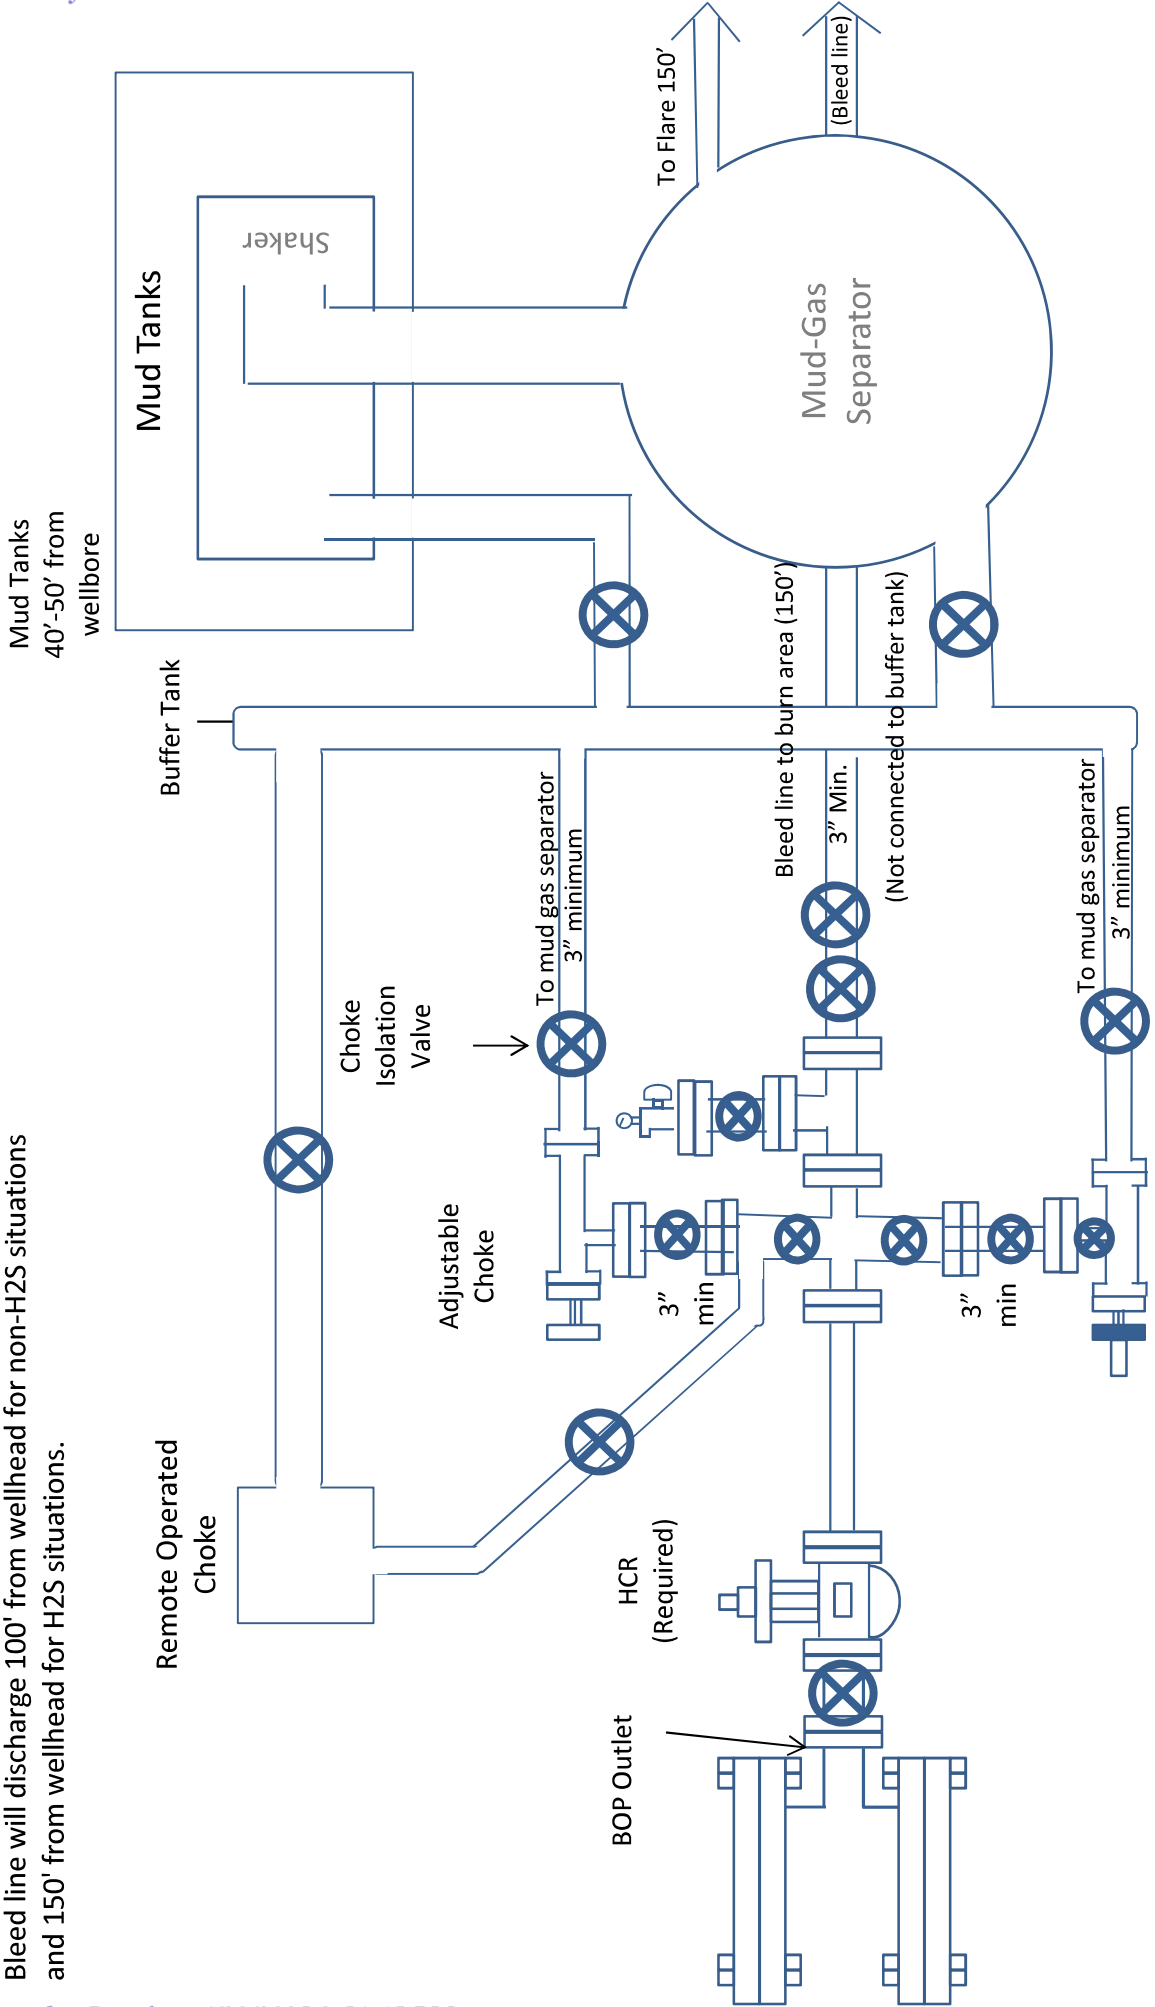 Bleed line will discharge 100' from wellhead for non-H2S situations
and 150' from wellhead for H2S situations.
Mud Tanks
40’-50’ from
wellbore
Mud Tanks
Shaker
Buffer Tank
Remote Operated
Choke
Choke
Isolation
Valve
Adjustable
Choke
To mud gas separator
3” minimum
To Flare 150’
(Bleed line)
Mud-Gas
Separator
Bleed line to burn area (150’)
3” Min.
(Not connected to buffer tank)
3”
min
HCR
(Required)
BOP Outlet
3”
min
To mud gas separator
3” minimum